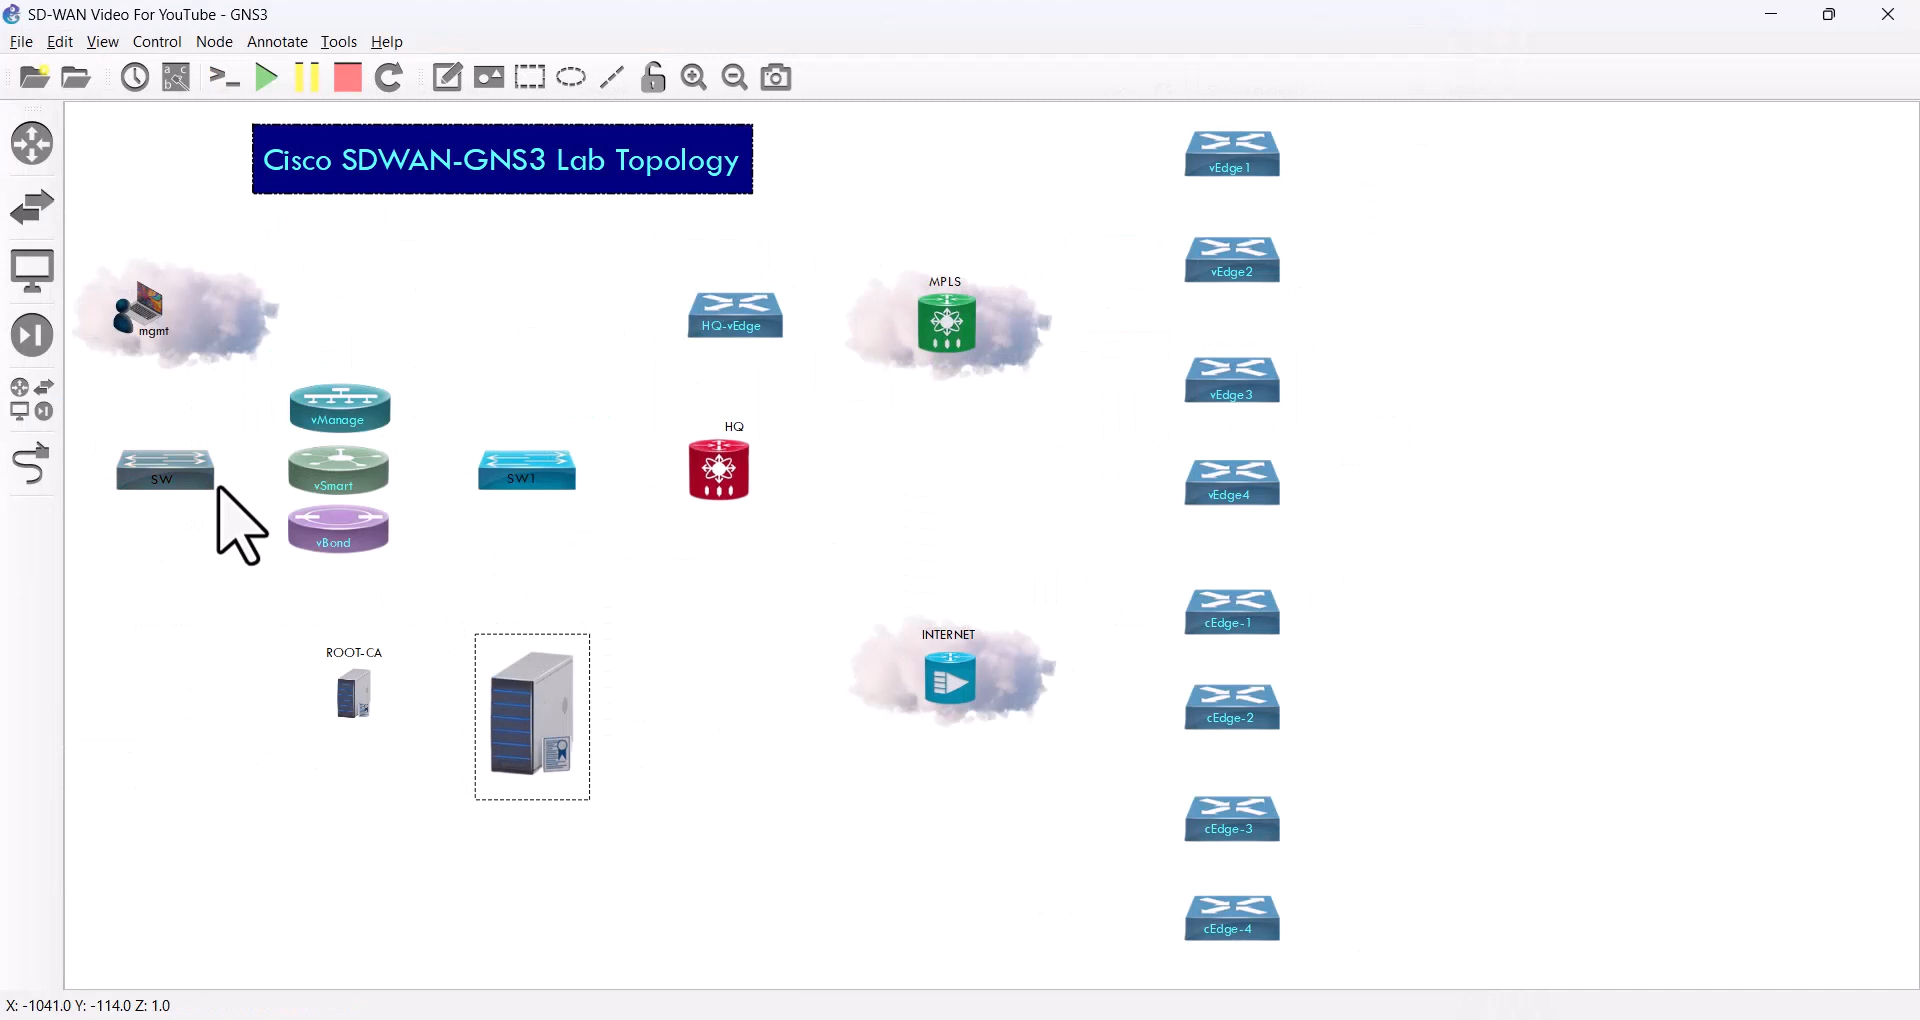 SD-WAN Video For YouTube - GNS3
File Edit View Control Node Annotate Tools Help
Cisco SDWAN-GNS3 Lab Topology
vEdge1
vEdge2
MPLS
mgmt
HQ-vEdge
vEdge3
vManage
HQ
SW
vSmart
SW1
vEdge4
vBond
cEdge-1
INTERNET
ROOT-CA
cEdge-2
cEdge-3
cEdge-4
X: -1041.0 Y: -114.0 Z: 1.0